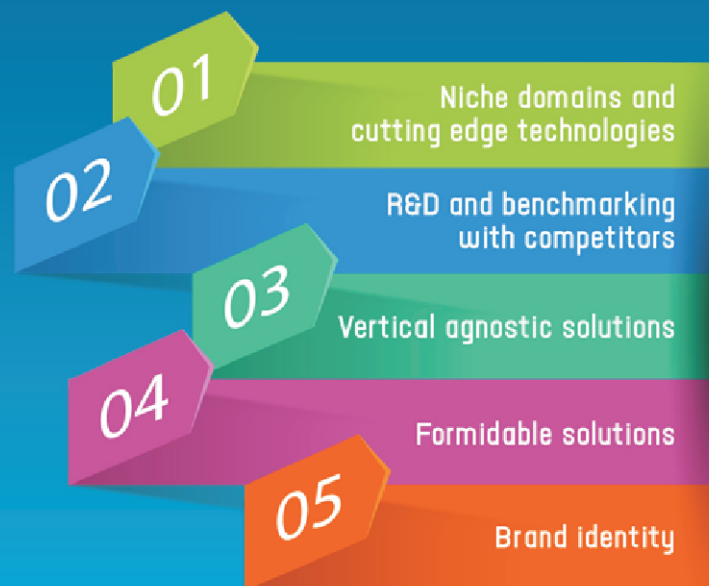 01
Niche domains and
cutting edge technologies
02
R&D and benchmarking
with competitors
03
Vertical agnostic solutions
04
Formidable solutions
05
Brand identity